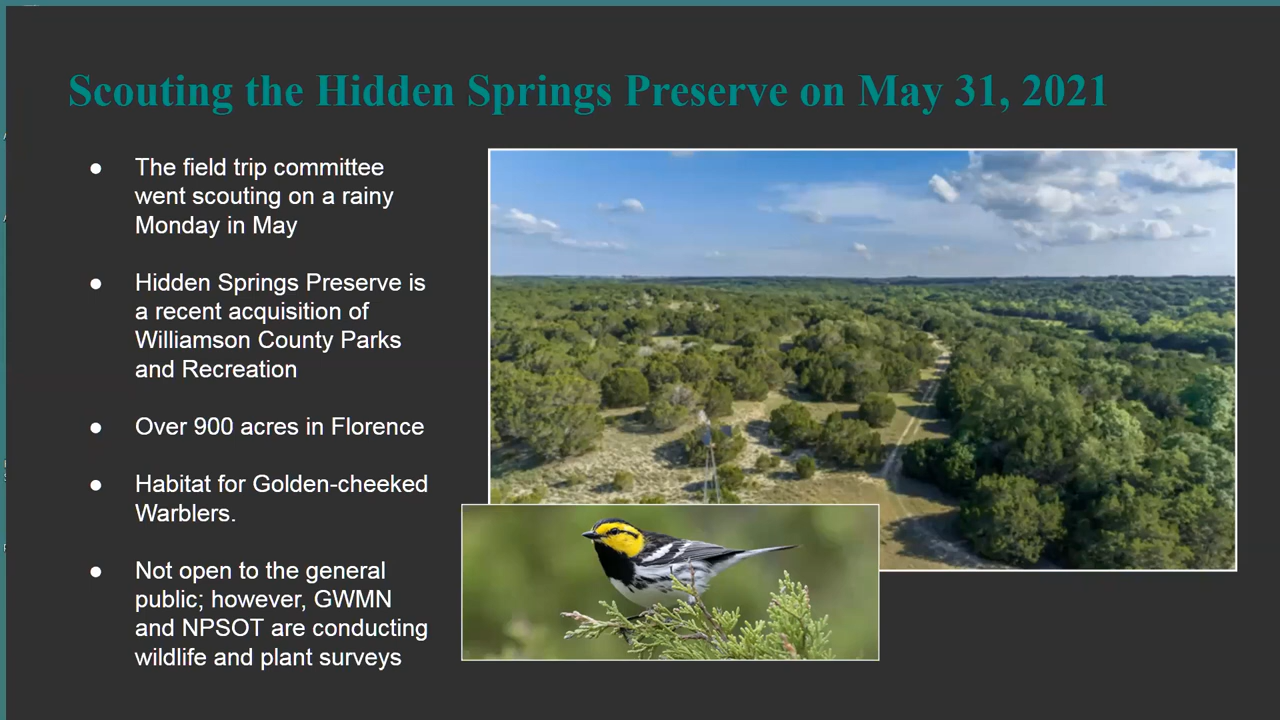 Scouting the Hidden Springs Preserve on May 31, 2021
● The field trip committee
went scouting on a rainy
Monday in May
● Hidden Springs Preserve is
a recent acquisition of
Williamson County Parks
and Recreation
● Over 900 acres in Florence
● Habitat for Golden-cheeked
Warblers.
● Not open to the general
public; however, GWMN
and NPSOT are conducting
wildlife and plant surveys